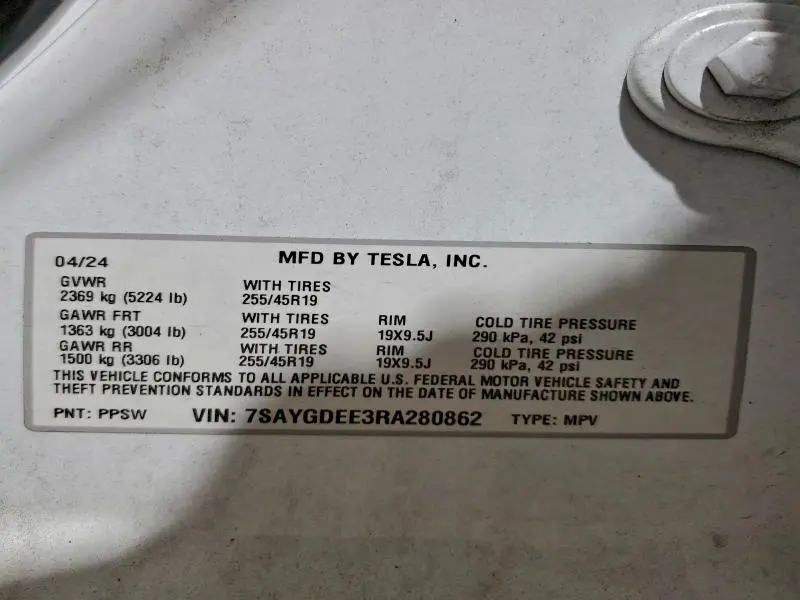 04/24 MFD BY TESLA, INC.
GVWR WITH TIRES
2369 kg (5224 lb) 255/45R19
GAWR FRT WITH TIRES RIM COLD TIRE PRESSURE
1363 kg (3004 lb) 255/45R19 19X9.5J 290 kPa, 42 psi
GAWR RR WITH TIRES RIM COLD TIRE PRESSURE
1500 kg (3306 lb) 255/45R19 19X9.5J 290 kPa, 42 psi
THIS VEHICLE CONFORMS TO ALL APPLICABLE U.S. FEDERAL MOTOR VEHICLE SAFETY AND
THEFT PREVENTION STANDARDS IN EFFECT ON THE DATE OF MANUFACTURE SHOWN ABOVE.
PNT: PPSW VIN: 7SAYGDEE3RA280862 TYPE: MPV